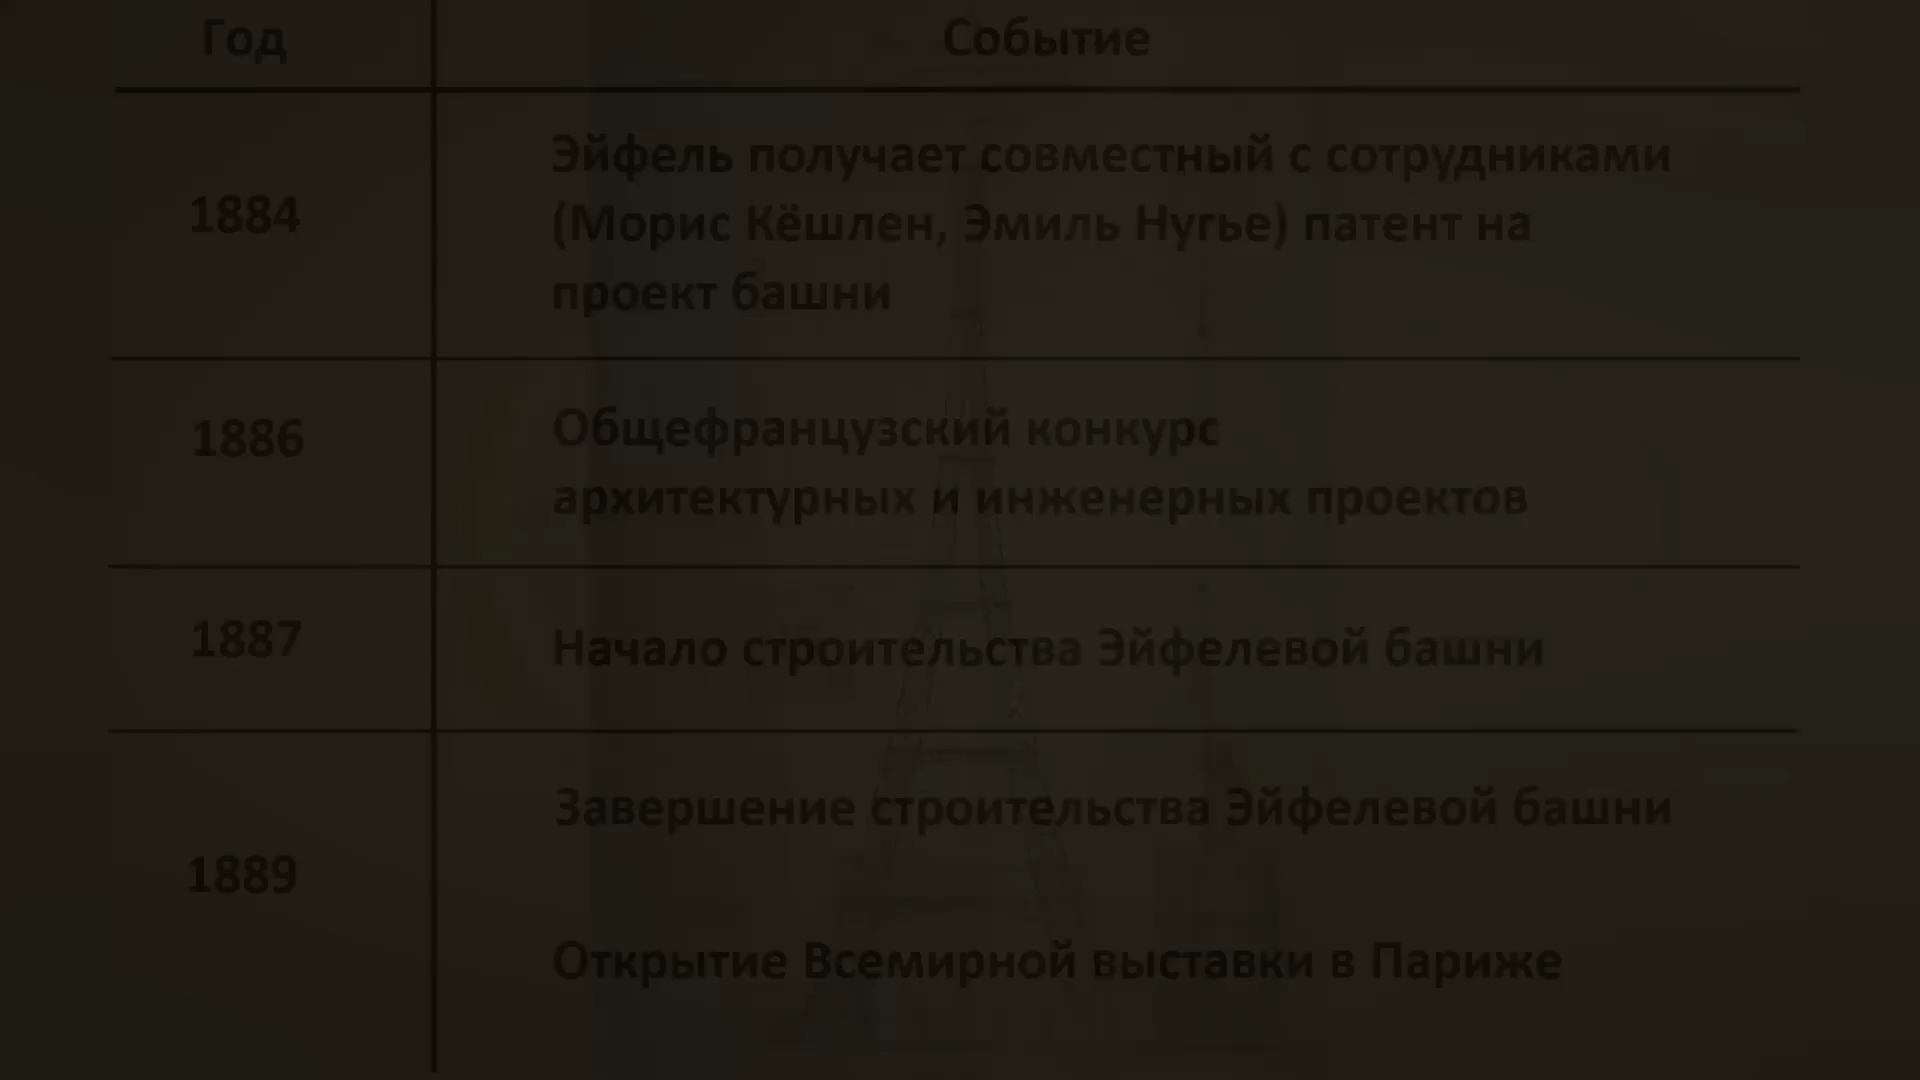 Год Событие
1884
Эйфель получает совместный с сотрудниками
(Морис Кёшлен, Эмиль Нугье) патент на
проект башни
1886
Общефранцузский конкурс
архитектурных и инженерных проектов
1887
Начало строительства Эйфелевой башни
1889
Завершение строительства Эйфелевой башни
Открытие Всемирной выставки в Париже